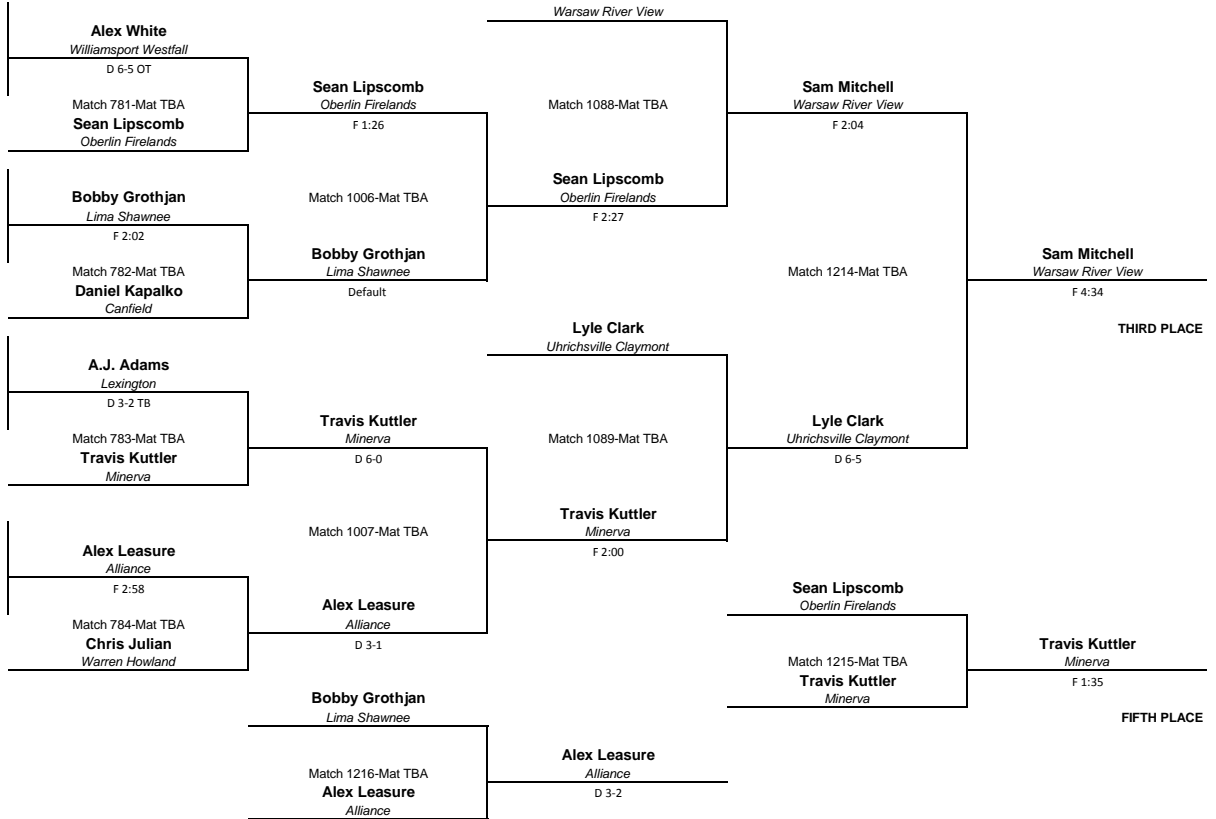 Warsaw River View
Alex White
Williamsport Westfall
D 6-5 OT
Match 781-Mat TBA
Sean Lipscomb
Oberlin Firelands
Sean Lipscomb
Oberlin Firelands
F 1:26
Match 1088-Mat TBA
Sam Mitchell
Warsaw River View
F 2:04
Bobby Grothjan
Lima Shawnee
F 2:02
Match 1006-Mat TBA
Sean Lipscomb
Oberlin Firelands
F 2:27
Match 782-Mat TBA
Daniel Kapalko
Canfield
Bobby Grothjan
Lima Shawnee
Default
Match 1214-Mat TBA
Sam Mitchell
Warsaw River View
F 4:34
THIRD PLACE
A.J. Adams
Lexington
D 3-2 TB
Lyle Clark
Uhrichsville Claymont
Match 783-Mat TBA
Travis Kuttler
Minerva
Travis Kuttler
Minerva
D 6-0
Match 1089-Mat TBA
Lyle Clark
Uhrichsville Claymont
D 6-5
Match 1007-Mat TBA
Travis Kuttler
Minerva
F 2:00
Alex Leasure
Alliance
F 2:58
Match 784-Mat TBA
Chris Julian
Warren Howland
Alex Leasure
Alliance
D 3-1
Sean Lipscomb
Oberlin Firelands
Match 1215-Mat TBA
Travis Kuttler
Minerva
Travis Kuttler
Minerva
F 1:35
FIFTH PLACE
Bobby Grothjan
Lima Shawnee
Match 1216-Mat TBA
Alex Leasure
Alliance
Alex Leasure
Alliance
D 3-2